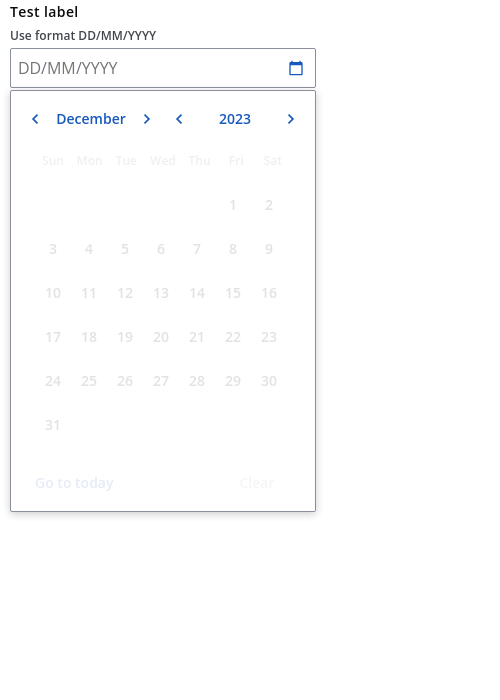 Test label
Use format DD/MM/YYYY
DD/MM/YYYY
December 2023
Sun Mon Tue Wed Thu Fri Sat
1 2
3 4 5 6 7 8 9
10 11 12 13 14 15 16
17 18 19 20 21 22 23
24 25 26 27 28 29 30
31
Go to today Clear